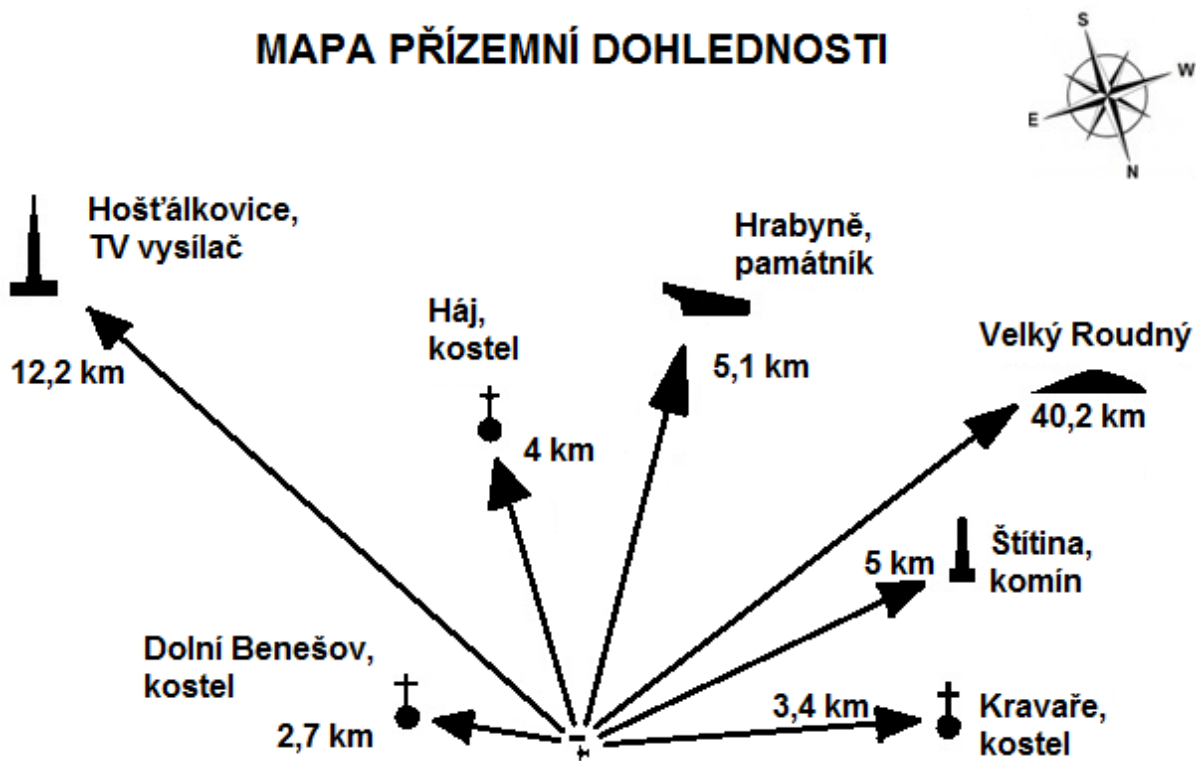 MAPA PŘÍZEMNÍ DOHLEDNOSTI
S
W
E
N
Hošťálkovice,
TV vysílač
12,2 km
Háj,
kostel
4 km
Hrabyně,
památník
5,1 km
Velký Roudný
40,2 km
Štítina,
komín
5 km
Dolní Benešov,
kostel
2,7 km
3,4 km
Kravaře,
kostel